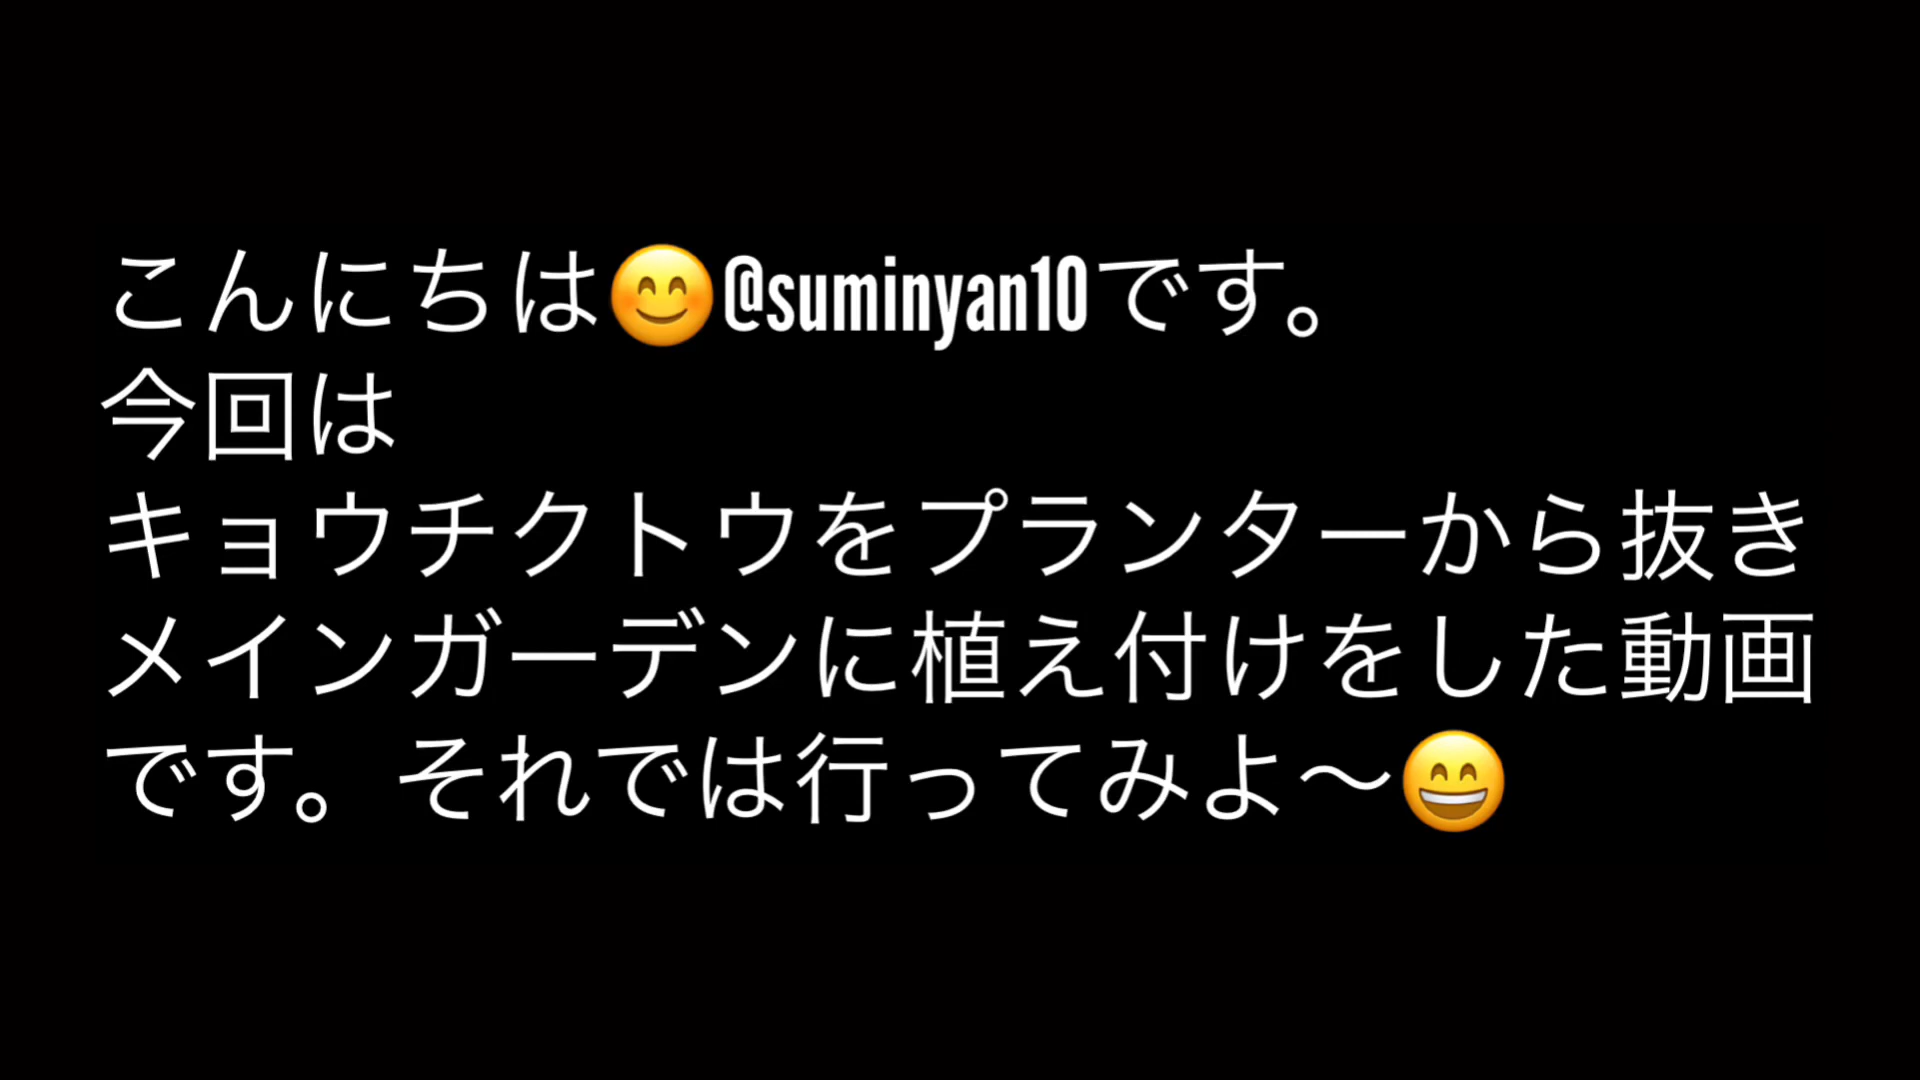 こんにちは😊@suminyan10です。
今回は
キョウチクトウをプランターから抜き
メインガーデンに植え付けをした動画
です。それでは行ってみよ〜😄